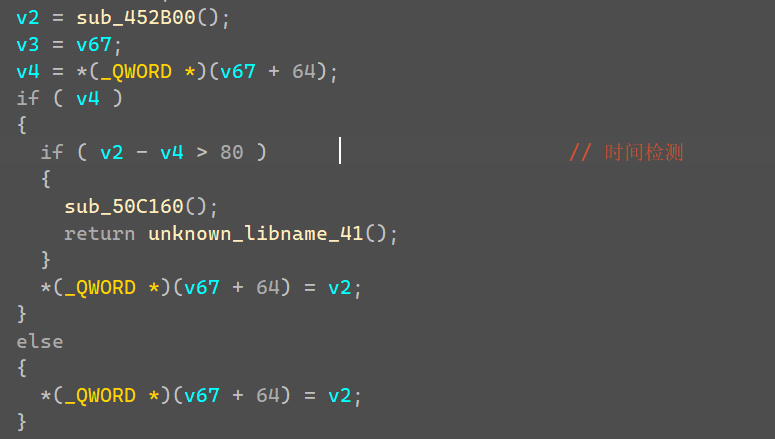 v2 = sub_452B00();
v3 = v67;
v4 = *(_QWORD *)(v67 + 64);
if ( v4 )
{
  if ( v2 - v4 > 80 )                         // 时间检测
  {
    sub_50C160();
    return unknown_libname_41();
  }
  *(_QWORD *)(v67 + 64) = v2;
}
else
{
  *(_QWORD *)(v67 + 64) = v2;
}